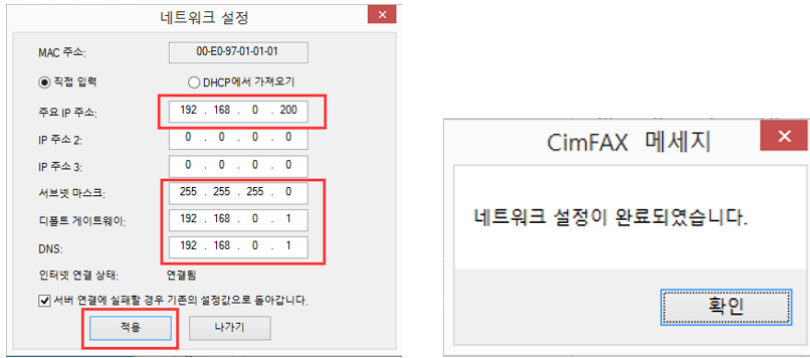 네트워크 설정
MAC 주소: 00-E0-97-01-01-01
직접 입력 DHCP에서 가져오기
주요 IP 주소: 192 . 168 . 0 . 200
IP 주소 2: 0 . 0 . 0 . 0
IP 주소 3: 0 . 0 . 0 . 0
서브넷 마스크: 255 . 255 . 255 . 0
디폴트 게이트웨이: 192 . 168 . 0 . 1
DNS: 192 . 168 . 0 . 1
인터넷 연결 상태: 연결됨
서버 연결에 실패할 경우 기존의 설정값으로 돌아갑니다.
적용 나가기
CimFAX 메세지
네트워크 설정이 완료되였습니다.
확인